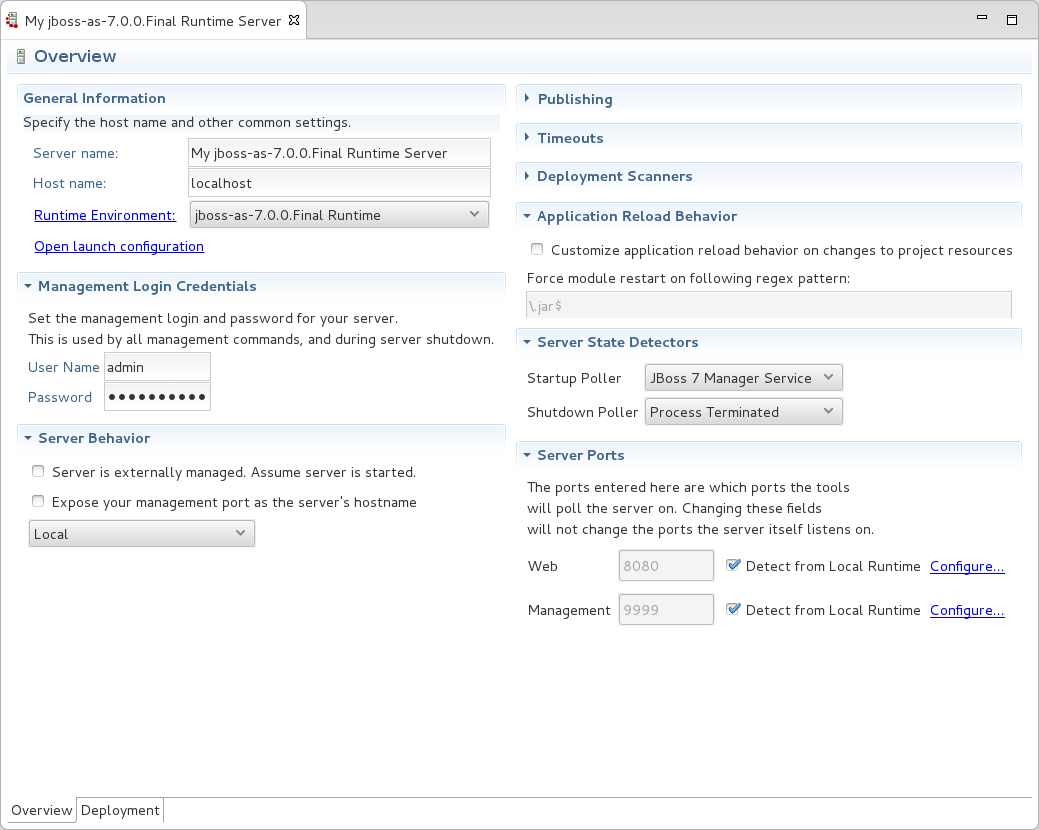 My jboss-as-7.0.0.Final Runtime Server
Overview
General Information
Specify the host name and other common settings.
Server name: My jboss-as-7.0.0.Final Runtime Server
Host name: localhost
Runtime Environment: jboss-as-7.0.0.Final Runtime
Open launch configuration
Management Login Credentials
Set the management login and password for your server.
This is used by all management commands, and during server shutdown.
User Name admin
Password ●●●●●●●●●●
Server Behavior
Server is externally managed. Assume server is started.
Expose your management port as the server's hostname
Local
Publishing
Timeouts
Deployment Scanners
Application Reload Behavior
Customize application reload behavior on changes to project resources
Force module restart on following regex pattern:
\.jar$
Server State Detectors
Startup Poller JBoss 7 Manager Service
Shutdown Poller Process Terminated
Server Ports
The ports entered here are which ports the tools
will poll the server on. Changing these fields
will not change the ports the server itself listens on.
Web 8080 Detect from Local Runtime Configure...
Management 9999 Detect from Local Runtime Configure...
Overview Deployment